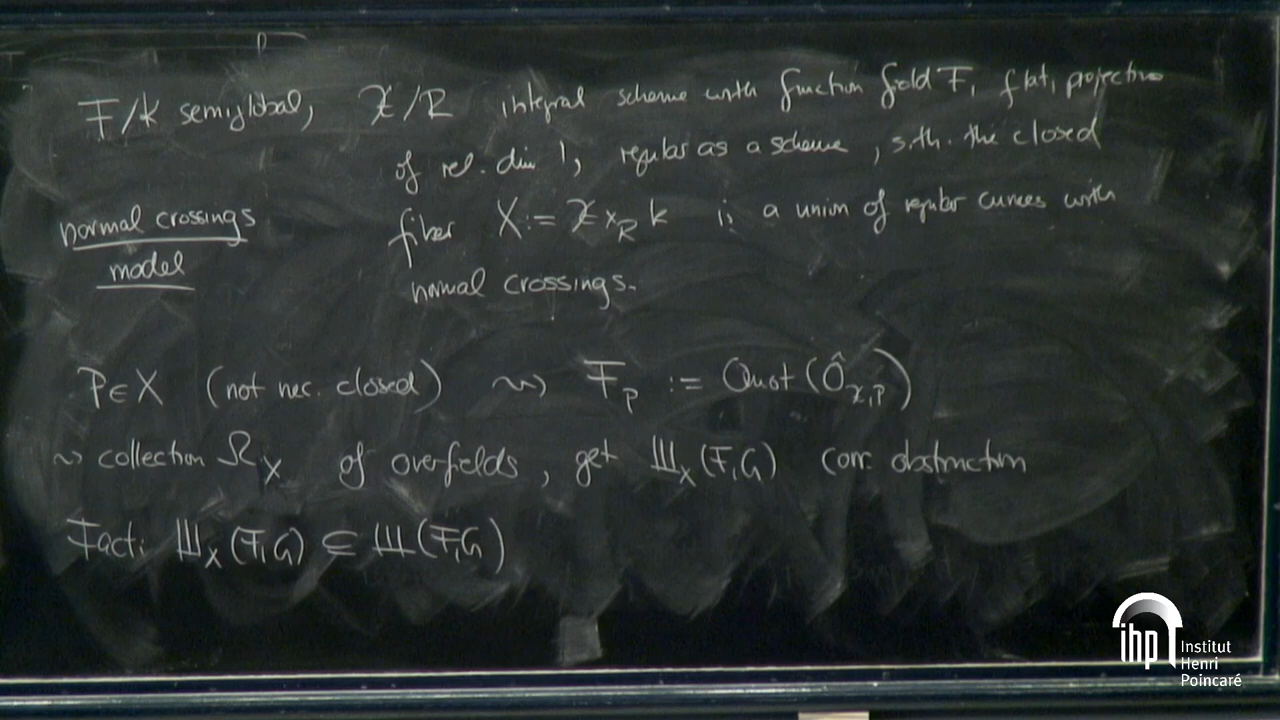 F/K semiglobal, 𝒳/R integral scheme with function field F, flat, projective
of rel. dim 1, regular as a scheme, s.th. the closed
normal crossings model
fiber X := 𝒳 ×_R k is a union of regular curves with
normal crossings.
P∈X (not nec. closed) ⇝ F_P := Quot(Ô_{𝒳,P})
⇝ collection Ω_X of overfields, get Ш_X(F,G) corr. obstruction
Fact: Ш_X(F,G) ⊆ Ш(F,G)
ihp Institut
Henri
Poincaré